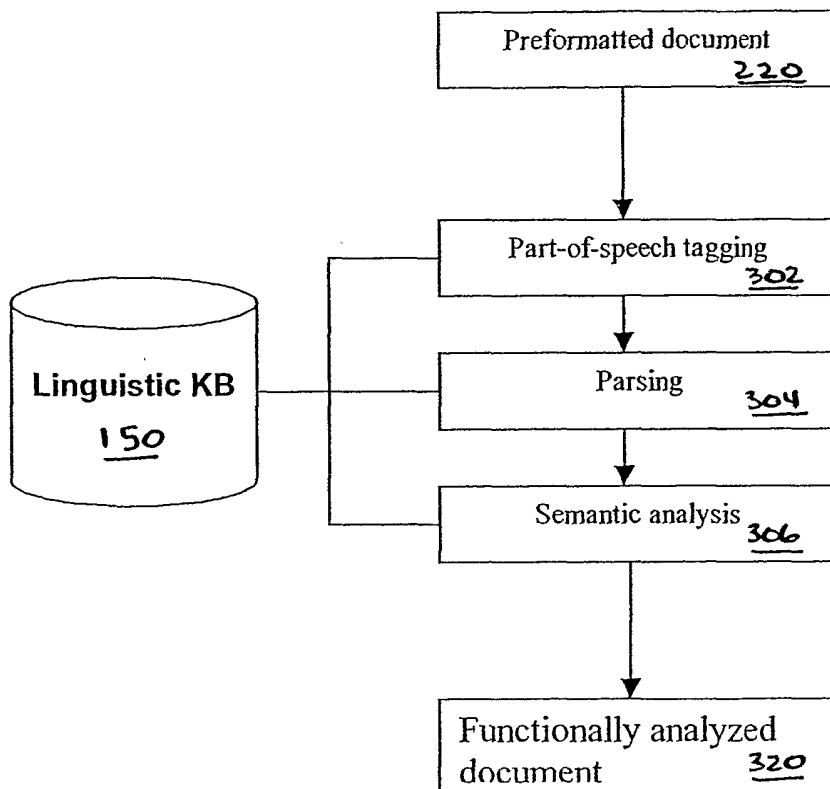 Preformatted document
220
Part-of-speech tagging
302
Linguistic KB
150
Parsing
304
Semantic analysis
306
Functionally analyzed
document 320